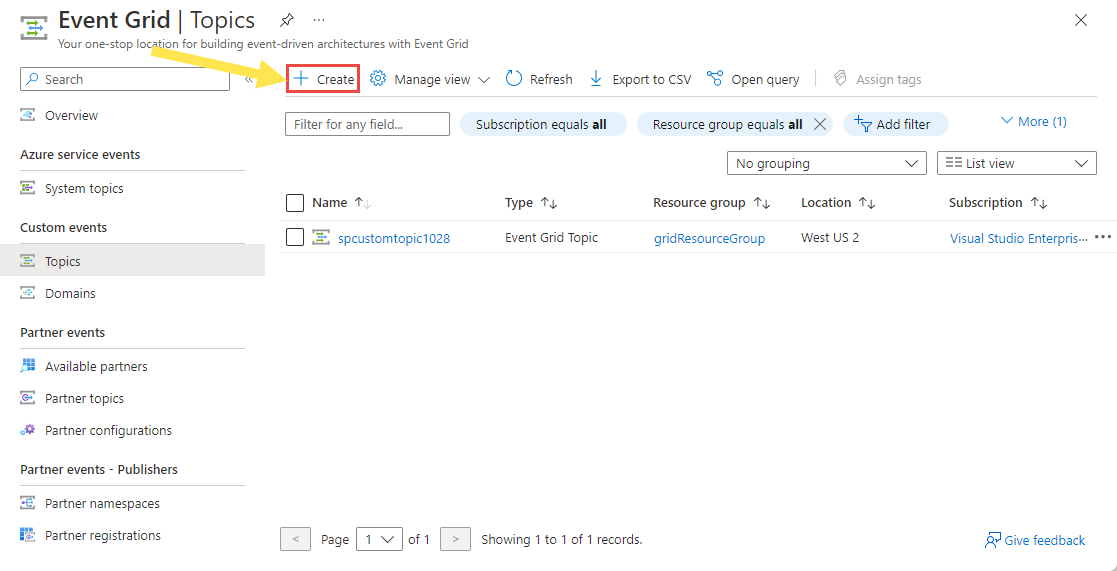 Event Grid | Topics
Your one-stop location for building event-driven architectures with Event Grid
Search
Overview
Azure service events
System topics
Custom events
Topics
Domains
Partner events
Available partners
Partner topics
Partner configurations
Partner events - Publishers
Partner namespaces
Partner registrations
Create Manage view Refresh Export to CSV Open query Assign tags
Filter for any field... Subscription equals all Resource group equals all Add filter More (1)
No grouping List view
Name Type Resource group Location Subscription
spcustomtopic1028 Event Grid Topic gridResourceGroup West US 2 Visual Studio Enterpris···
< Page 1 of 1 > Showing 1 to 1 of 1 records. Give feedback